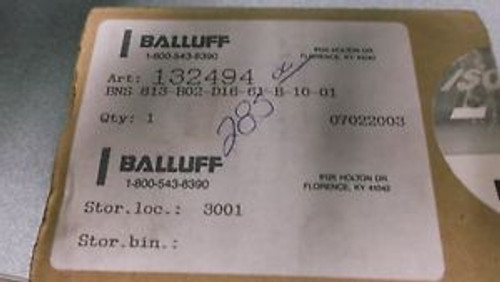 BALLUFF
1-800-543-8390
8125 HOLTON DR.
FLORENCE, KY 41042
Art: 132494
BNS 813-B02-D16-61-B-10-01
285
Qty: 1
07022003
BALLUFF
1-800-543-8390
8125 HOLTON DR.
FLORENCE, KY 41042
Stor.loc.: 3001
Stor.bin.: